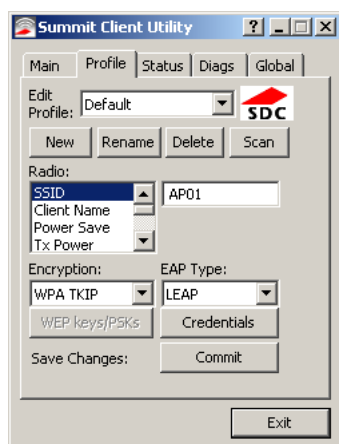 Summit Client Utility
Main Profile Status Diags Global
Edit
Profile: Default
SDC
New Rename Delete Scan
Radio:
SSID AP01
Client Name
Power Save
Tx Power
Encryption: EAP Type:
WPA TKIP LEAP
WEP keys/PSKs Credentials
Save Changes: Commit
Exit